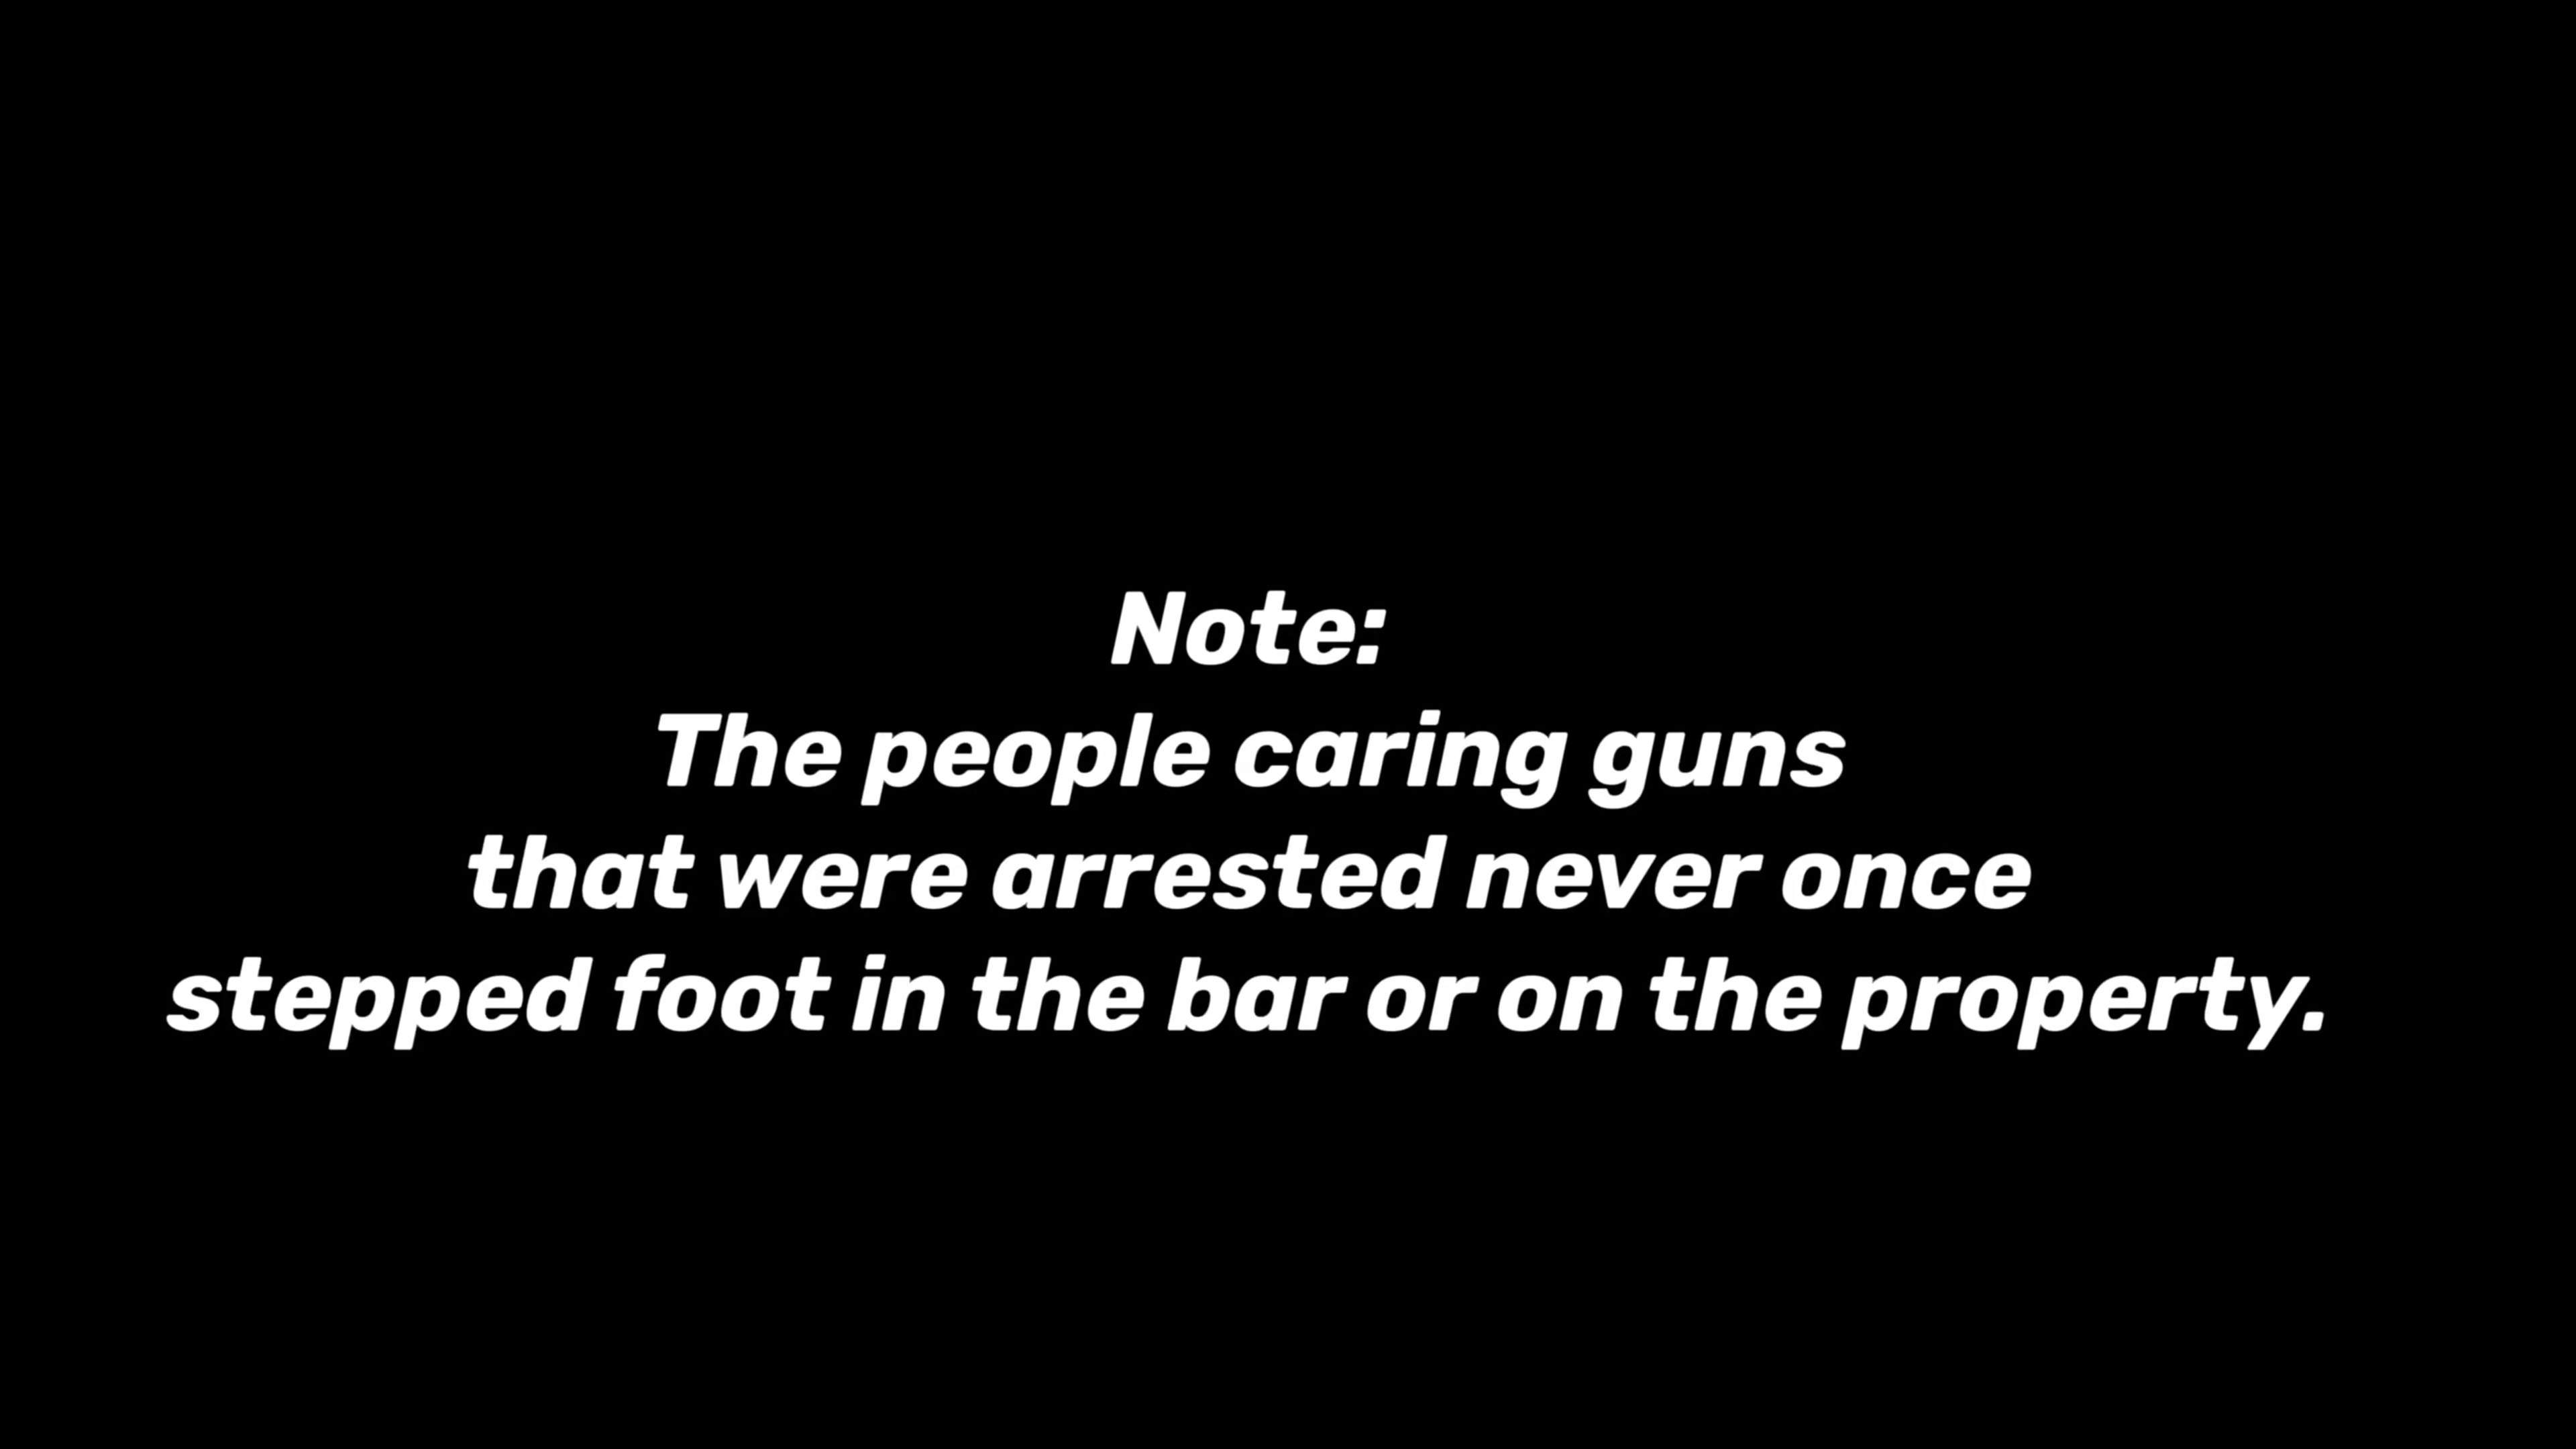 Note:
The people caring guns
that were arrested never once
stepped foot in the bar or on the property.